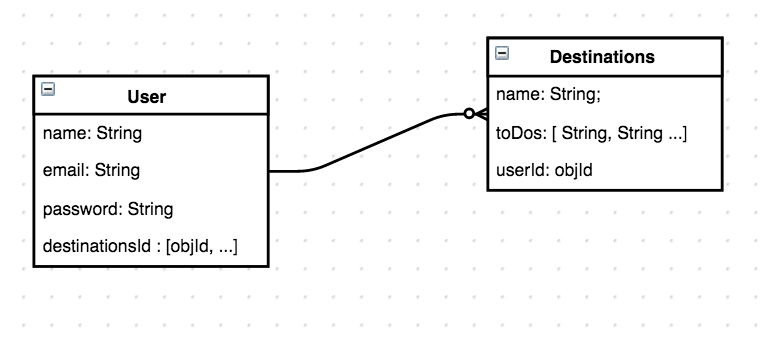 User
name: String
email: String
password: String
destinationsId : [objId, ...]
Destinations
name: String;
toDos: [ String, String ...]
userId: objId